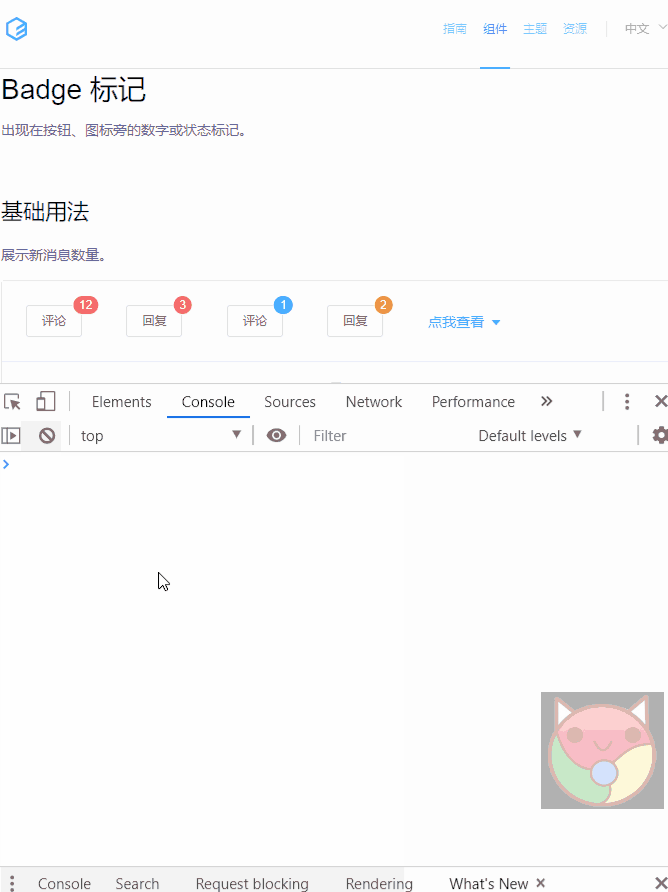 指南 组件 主题 资源 中文
Badge 标记
出现在按钮、图标旁的数字或状态标记。
基础用法
展示新消息数量。
评论 12 回复 3 评论 1 回复 2 点我查看
Elements Console Sources Network Performance
top Filter Default levels
Console Search Request blocking Rendering What's New